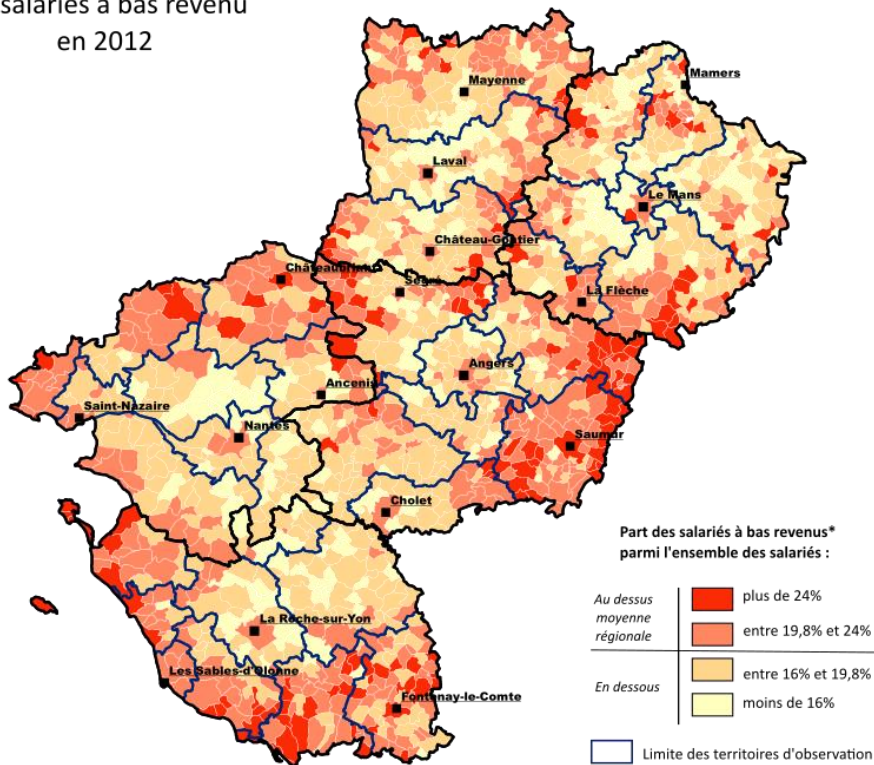 salariés à bas revenu
en 2012
Mayenne
Mamers
Laval
Le Mans
Château-Gontier
Châteaubriant
Segré
La Flèche
Angers
Ancenis
Saint-Nazaire
Nantes
Saumur
Cholet
La Roche-sur-Yon
Les Sables-d'Olonne
Fontenay-le-Comte
Part des salariés à bas revenus*
parmi l'ensemble des salariés :
Au dessus
moyenne
régionale
plus de 24%
entre 19,8% et 24%
En dessous
entre 16% et 19,8%
moins de 16%
Limite des territoires d'observation